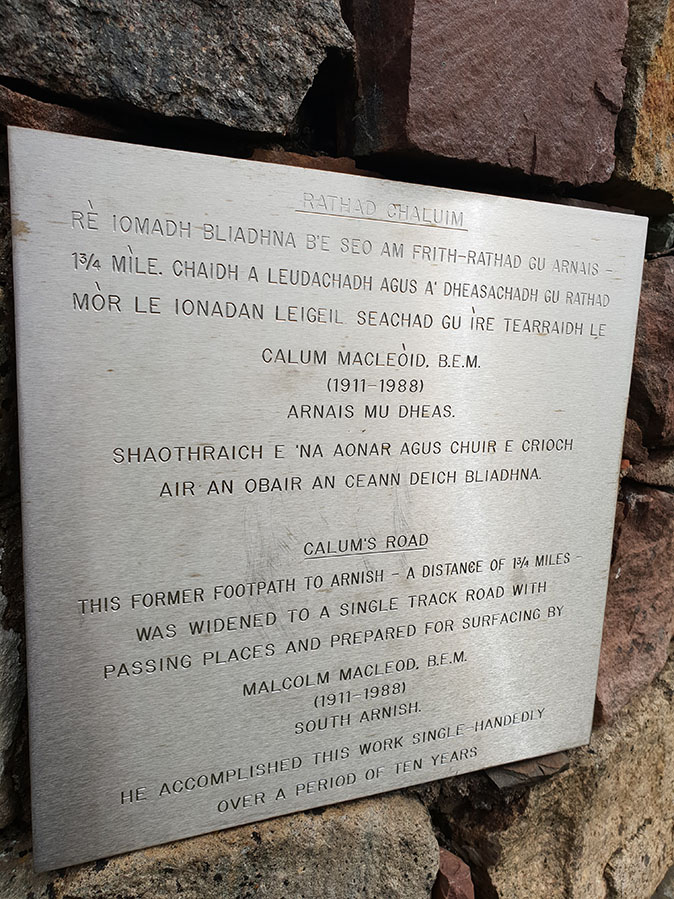 RATHAD CHALUIM
RÈ IOMADH BLIADHNA B'E SEO AM FRITH-RATHAD GU ARNAIS -
1¾ MÌLE. CHAIDH A LEUDACHADH AGUS A' DHEASACHADH GU RATHAD
MÒR LE IONADAN LEIGEIL SEACHAD GU ÌRE TEARRAIDH LE
CALUM MACLEÒID, B.E.M.
(1911-1988)
ARNAIS MU DHEAS.
SHAOTHRAICH E 'NA AONAR AGUS CHUIR E CRIOCH
AIR AN OBAIR AN CEANN DEICH BLIADHNA.
CALUM'S ROAD
THIS FORMER FOOTPATH TO ARNISH - A DISTANCE OF 1¾ MILES -
WAS WIDENED TO A SINGLE TRACK ROAD WITH
PASSING PLACES AND PREPARED FOR SURFACING BY
MALCOLM MACLEOD, B.E.M.
(1911-1988)
SOUTH ARNISH.
HE ACCOMPLISHED THIS WORK SINGLE-HANDEDLY
OVER A PERIOD OF TEN YEARS